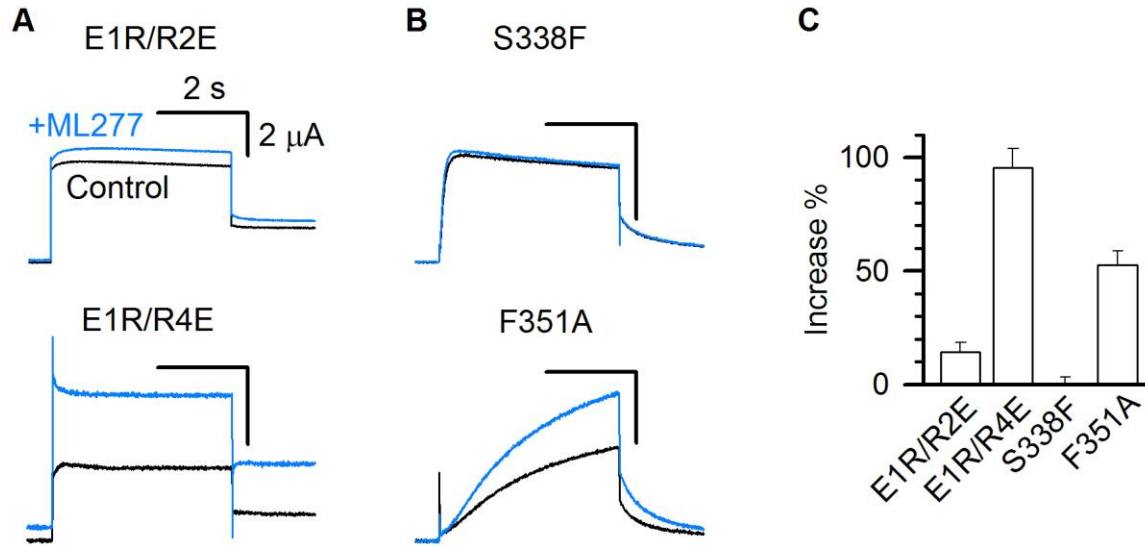 A
E1R/R2E
2 s
+ML277
2 μA
Control
E1R/R4E
B
S338F
F351A
C
Increase %
100
50
0
E1R/R2E
E1R/R4E
S338F
F351A